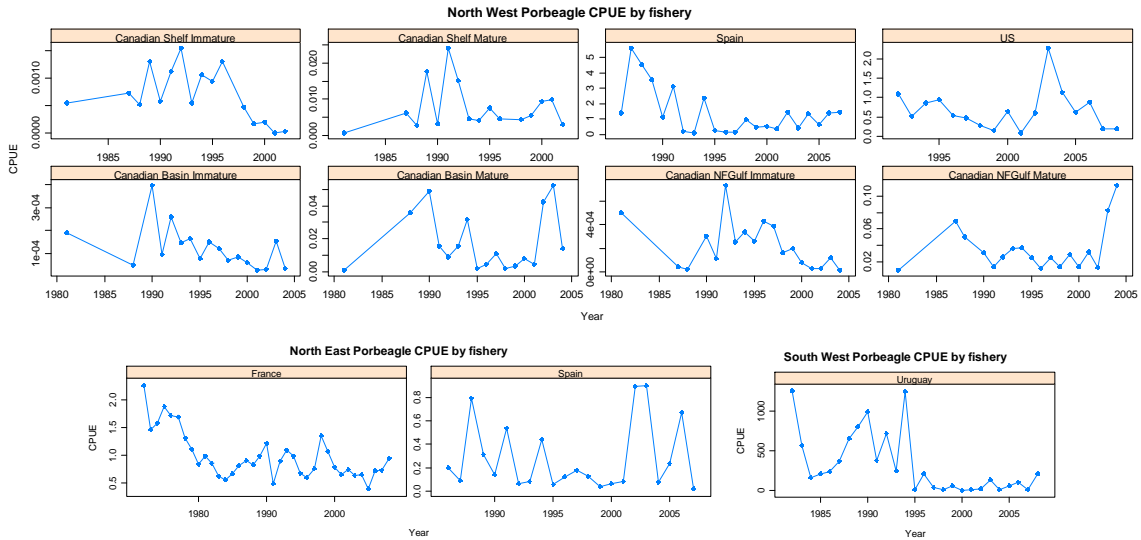 North West Porbeagle CPUE by fishery
Canadian Shelf Immature Canadian Shelf Mature Spain US
0.0000 0.0010
0.000 0.010 0.020
0 1 2 3 4 5
0.0 0.5 1.0 1.5 2.0
1985 1990 1995 2000
1985 1990 1995 2000
1990 1995 2000 2005
1995 2000 2005
CPUE
Canadian Basin Immature Canadian Basin Mature Canadian NFGulf Immature Canadian NFGulf Mature
1e-04 3e-04
0.00 0.02 0.04
0e+00 4e-04
0.02 0.06 0.10
1980 1985 1990 1995 2000 2005
1980 1985 1990 1995 2000 2005
1980 1985 1990 1995 2000 2005
1980 1985 1990 1995 2000 2005
Year
North East Porbeagle CPUE by fishery
France Spain
CPUE
0.5 1.0 1.5 2.0
0.0 0.2 0.4 0.6 0.8
1980 1990 2000
1990 1995 2000 2005
Year
South West Porbeagle CPUE by fishery
Uruguay
CPUE
0 500 1000
1985 1990 1995 2000 2005
Year